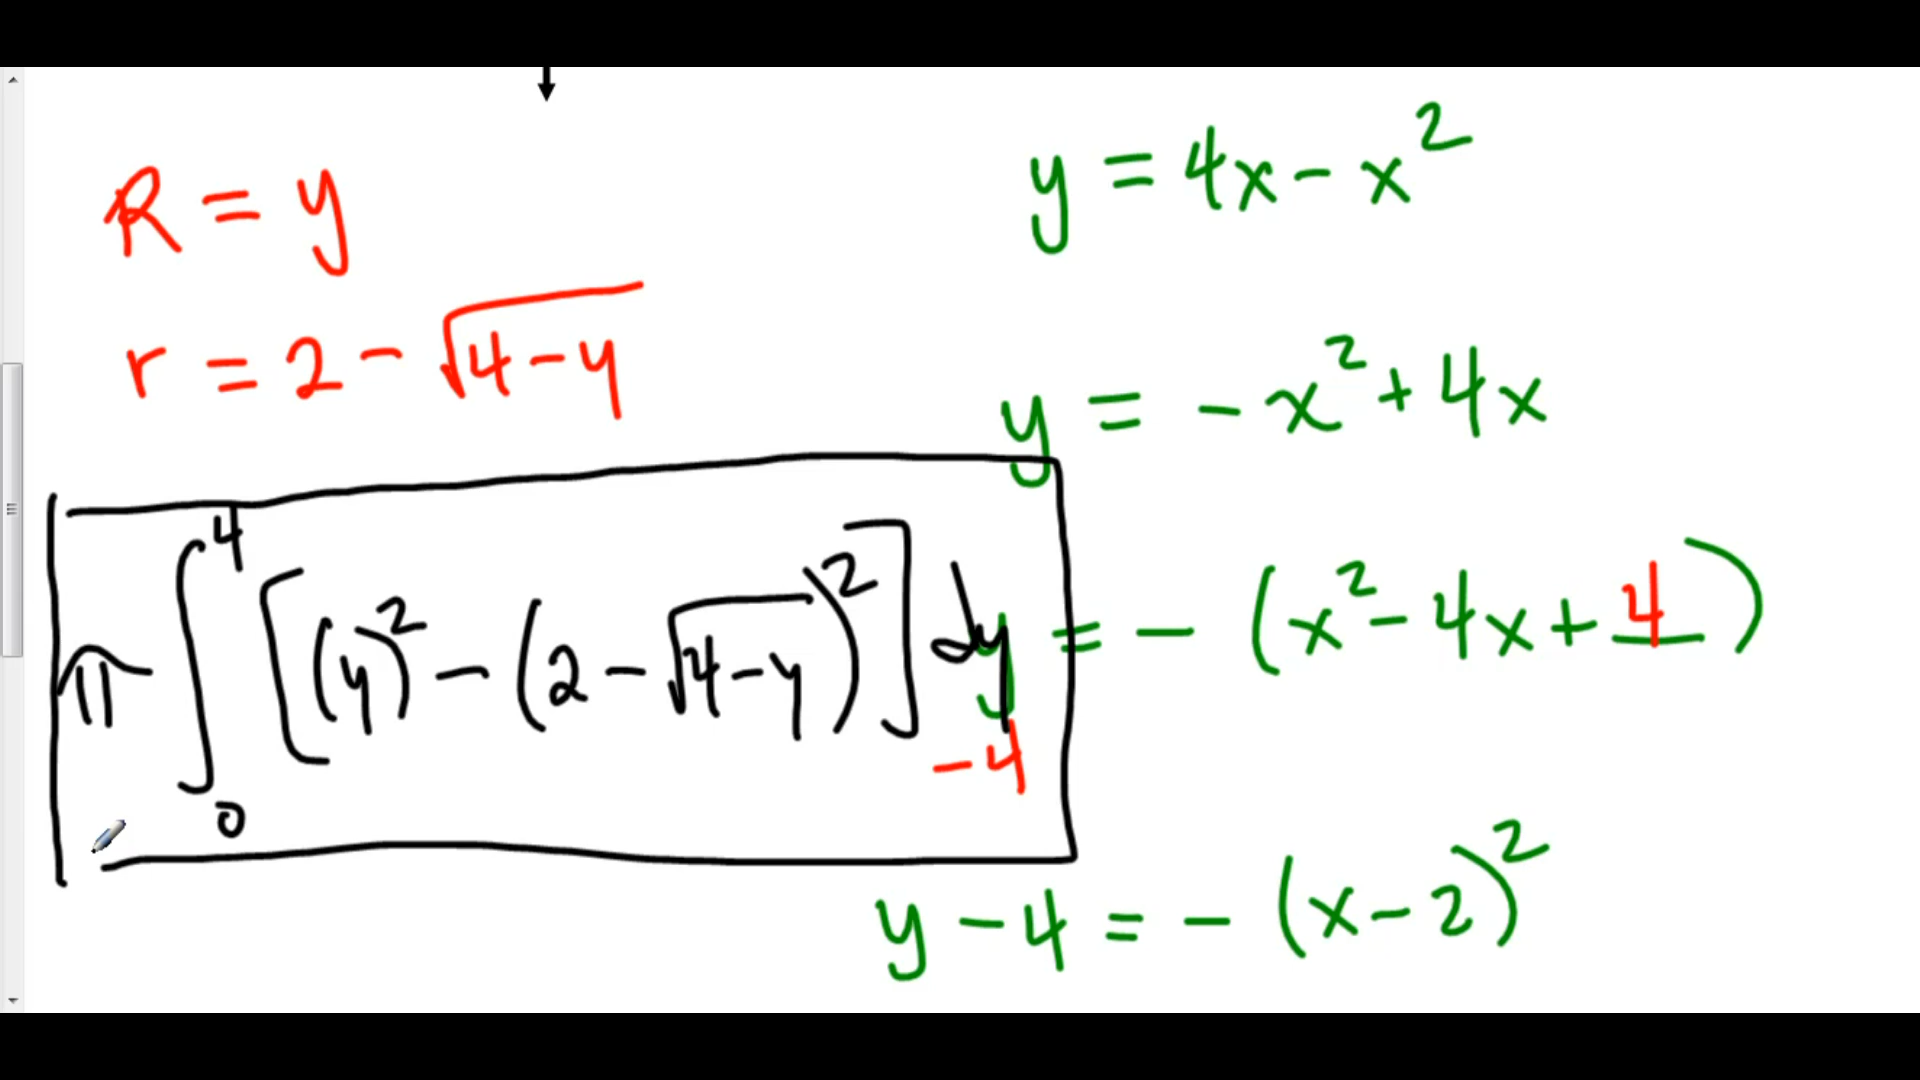 R = y
r = 2 - √(4-y)
π ∫₀⁴ [(y)² - (2 - √(4-y))²] dy
y = 4x - x²
y = -x² + 4x
y = -(x² - 4x + 4)
-4
y - 4 = -(x - 2)²